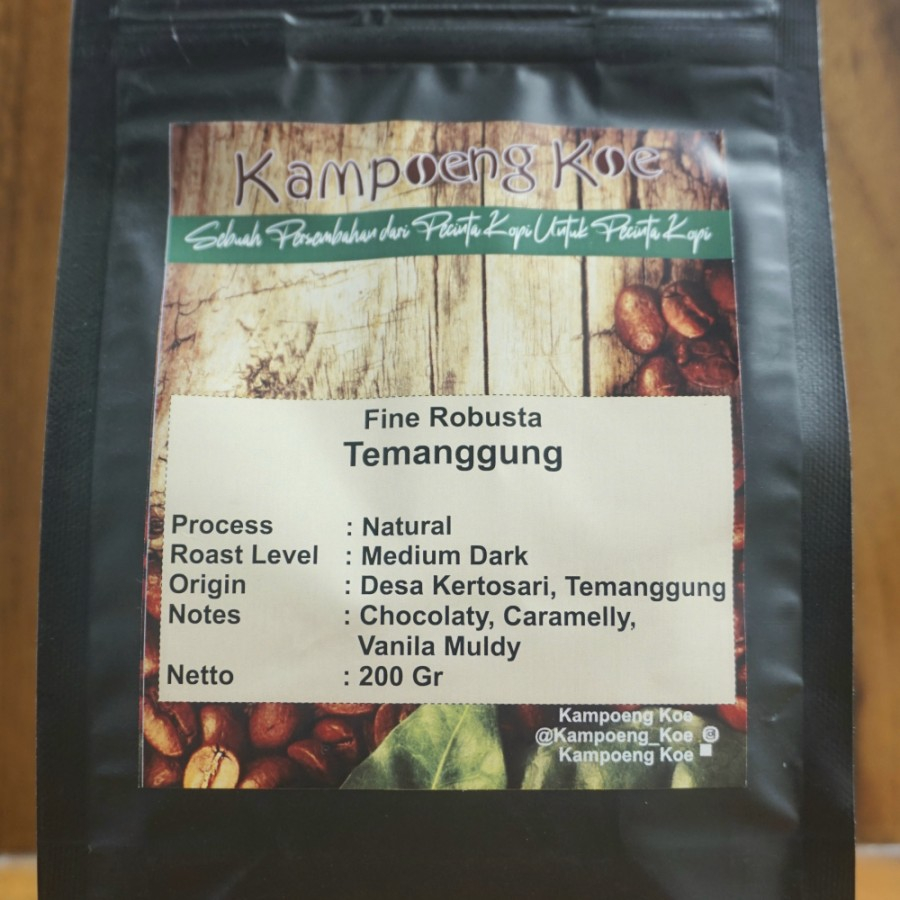 Kampoeng Koe
Sebuah Persembahan dari Pecinta Kopi Untuk Pecinta Kopi
Fine Robusta
Temanggung
Process : Natural
Roast Level : Medium Dark
Origin : Desa Kertosari, Temanggung
Notes : Chocolaty, Caramelly,
Vanila Muldy
Netto : 200 Gr
Kampoeng Koe
@Kampoeng_Koe
Kampoeng Koe